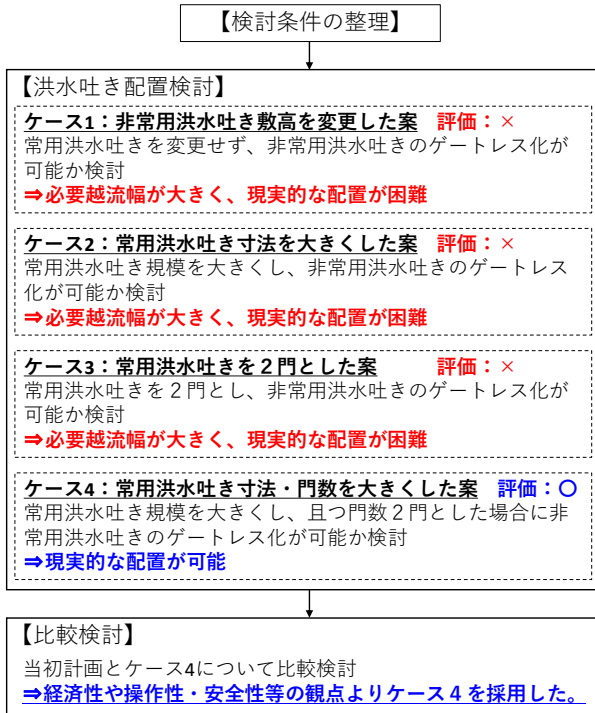 【検討条件の整理】
【洪水吐き配置検討】
ケース1：非常用洪水吐き敷高を変更した案　評価：×
常用洪水吐きを変更せず、非常用洪水吐きのゲートレス化が
可能か検討
⇒必要越流幅が大きく、現実的な配置が困難
ケース2：常用洪水吐き寸法を大きくした案　評価：×
常用洪水吐き規模を大きくし、非常用洪水吐きのゲートレス
化が可能か検討
⇒必要越流幅が大きく、現実的な配置が困難
ケース3：常用洪水吐きを２門とした案　評価：×
常用洪水吐きを２門とし、非常用洪水吐きのゲートレス化が
可能か検討
⇒必要越流幅が大きく、現実的な配置が困難
ケース4：常用洪水吐き寸法・門数を大きくした案　評価：〇
常用洪水吐き規模を大きくし、且つ門数２門とした場合に非
常用洪水吐きのゲートレス化が可能か検討
⇒現実的な配置が可能
【比較検討】
当初計画とケース4について比較検討
⇒経済性や操作性・安全性等の観点よりケース４を採用した。